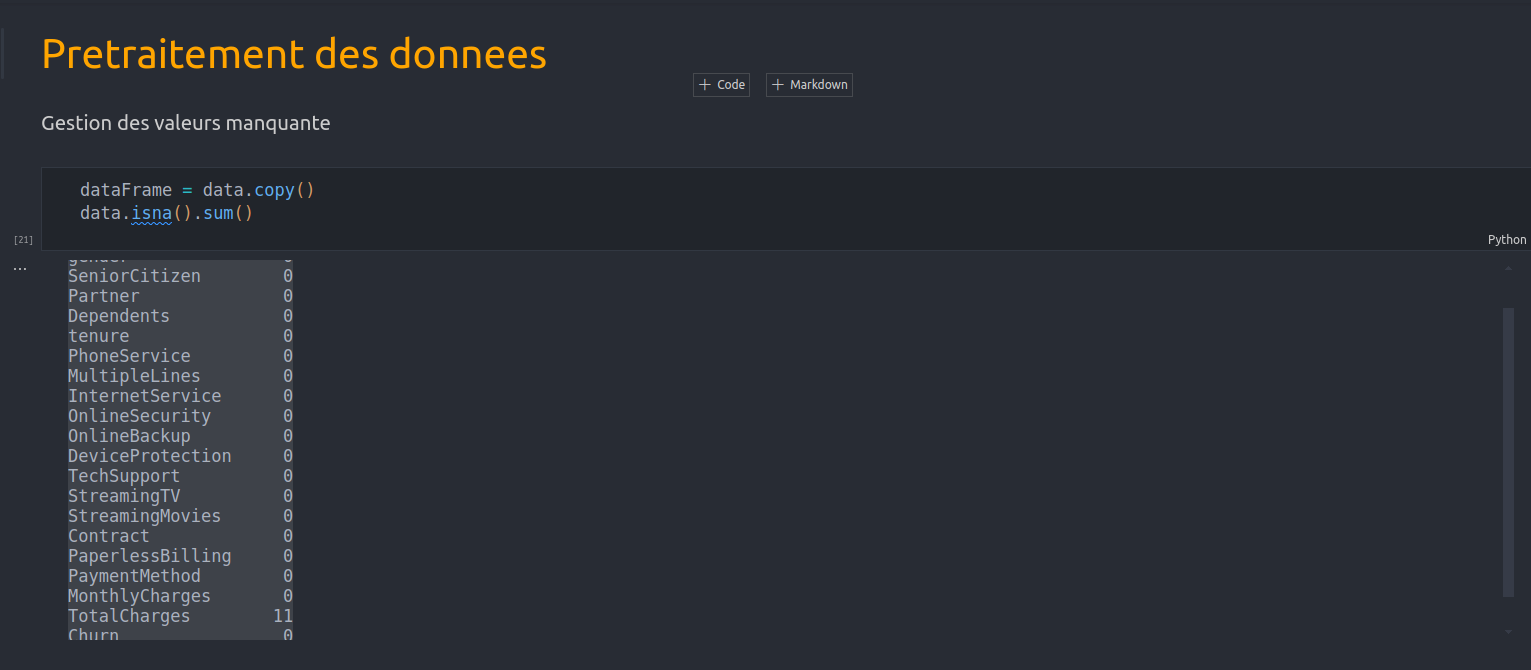 Pretraitement des donnees
+ Code + Markdown
Gestion des valeurs manquante
dataFrame = data.copy()
data.isna().sum()
[21]
Python
...
gender 0
SeniorCitizen 0
Partner 0
Dependents 0
tenure 0
PhoneService 0
MultipleLines 0
InternetService 0
OnlineSecurity 0
OnlineBackup 0
DeviceProtection 0
TechSupport 0
StreamingTV 0
StreamingMovies 0
Contract 0
PaperlessBilling 0
PaymentMethod 0
MonthlyCharges 0
TotalCharges 11
Churn 0